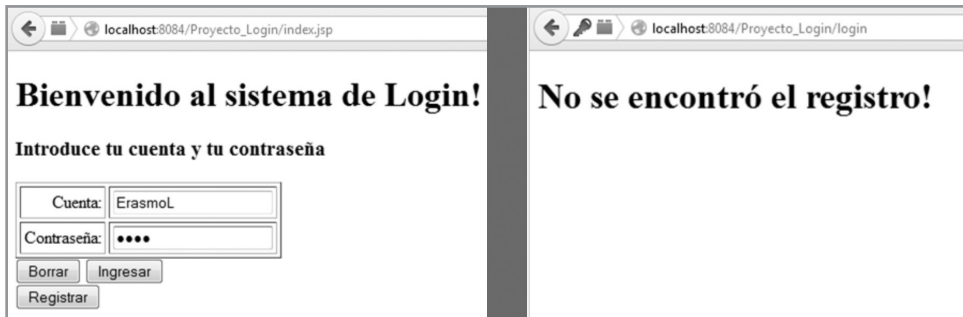 localhost:8084/Proyecto_Login/index.jsp
Bienvenido al sistema de Login!
Introduce tu cuenta y tu contraseña
Cuenta: ErasmoL
Contraseña: ••••
Borrar Ingresar
Registrar
localhost:8084/Proyecto_Login/login
No se encontró el registro!